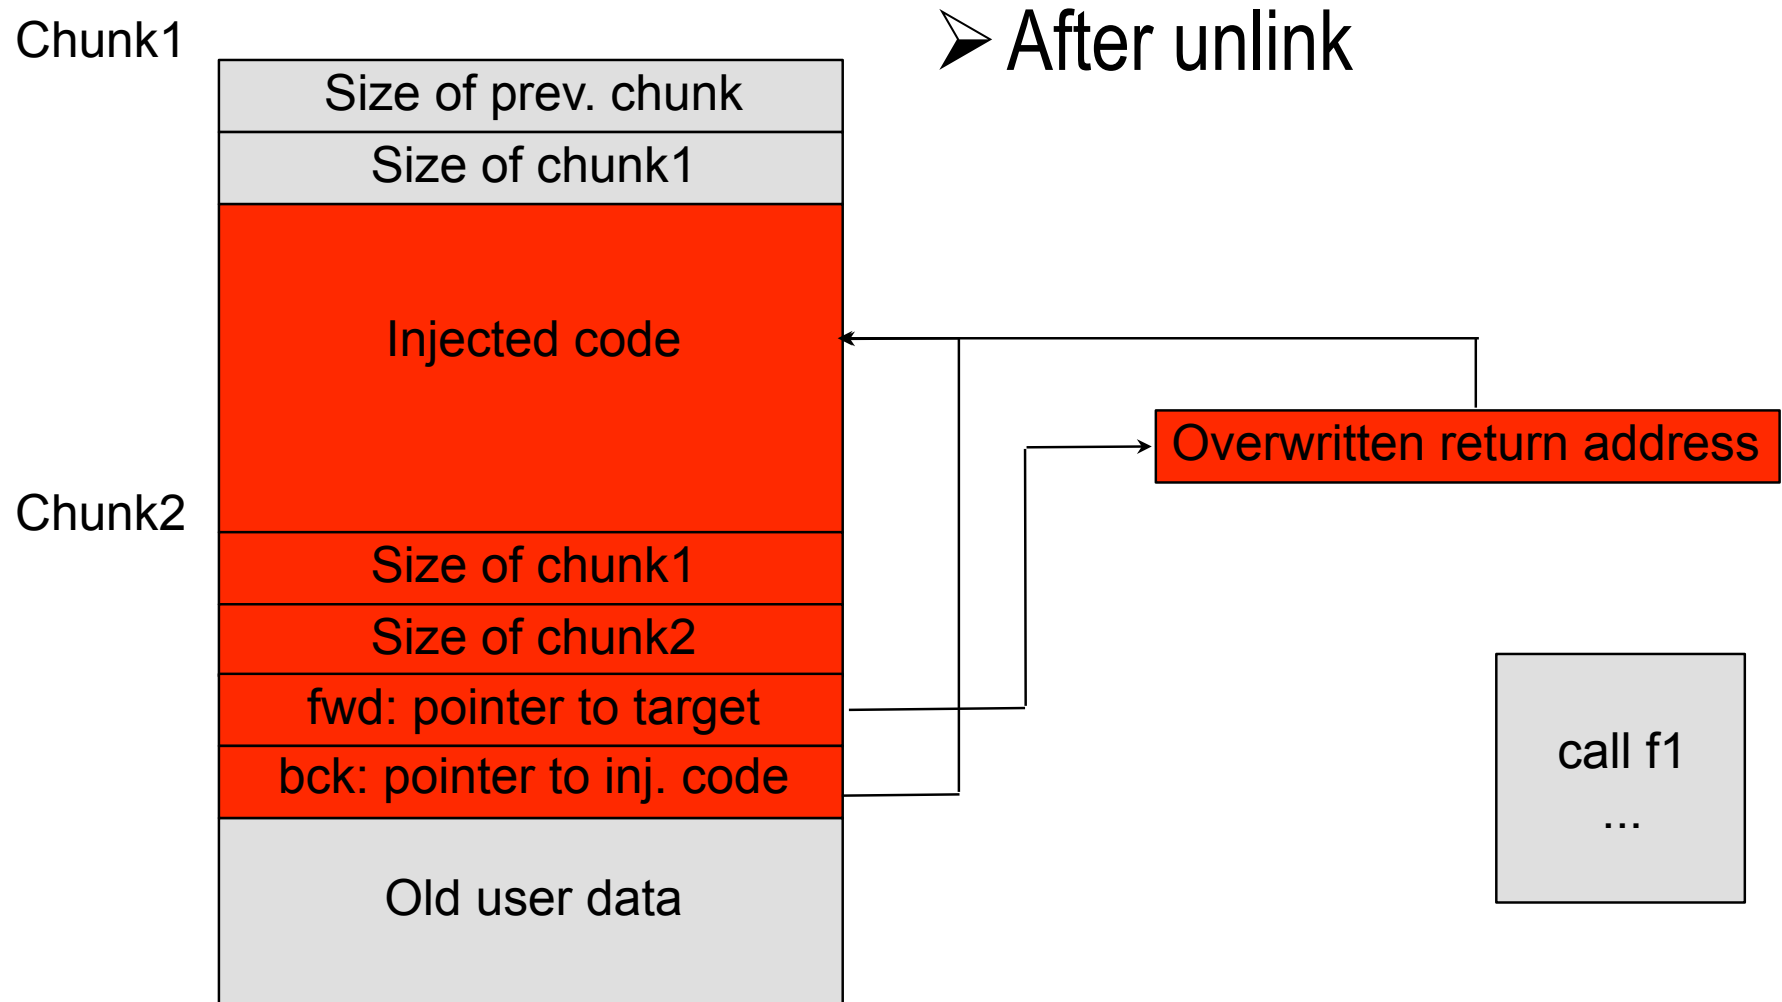 Chunk1
➢ After unlink
Size of prev. chunk
Size of chunk1
Injected code
Overwritten return address
Chunk2
Size of chunk1
Size of chunk2
fwd: pointer to target
bck: pointer to inj. code
call f1
...
Old user data